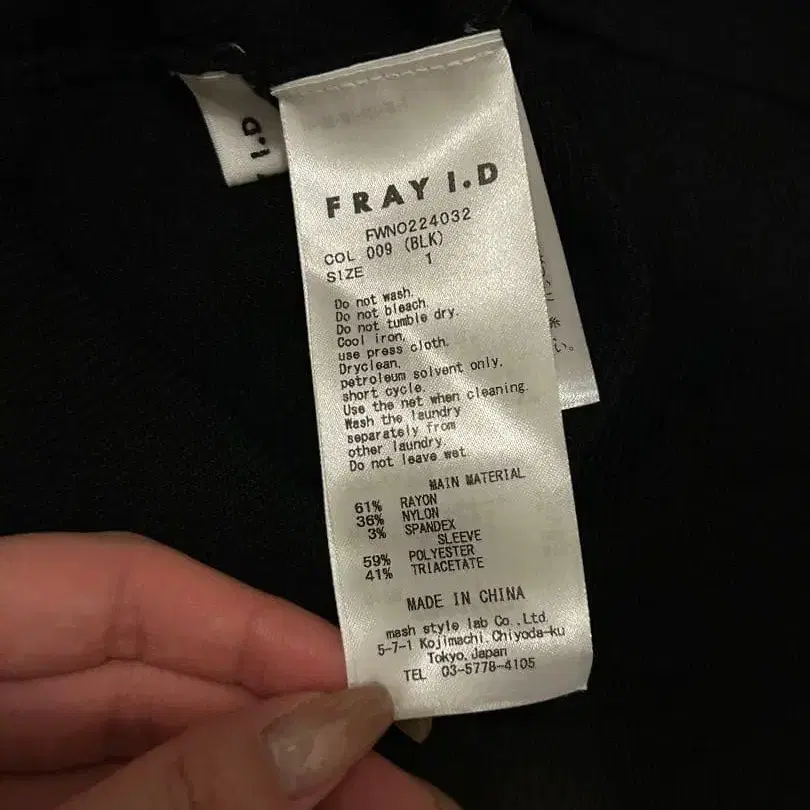 I.D
FRAY I.D
FWNO224032
COL 009 (BLK)
SIZE 1
Do not wash.
Do not bleach.
Do not tumble dry.
Cool iron,
use press cloth.
Dryclean,
petroleum solvent only,
short cycle.
Use the net when cleaning.
Wash the laundry
separately from
other laundry.
Do not leave wet.
MAIN MATERIAL
61% RAYON
36% NYLON
3% SPANDEX
SLEEVE
59% POLYESTER
41% TRIACETATE
MADE IN CHINA
mash style lab Co.,Ltd.
5-7-1 Kojimachi,Chiyoda-ku
Tokyo,Japan
TEL 03-5778-4105
い。